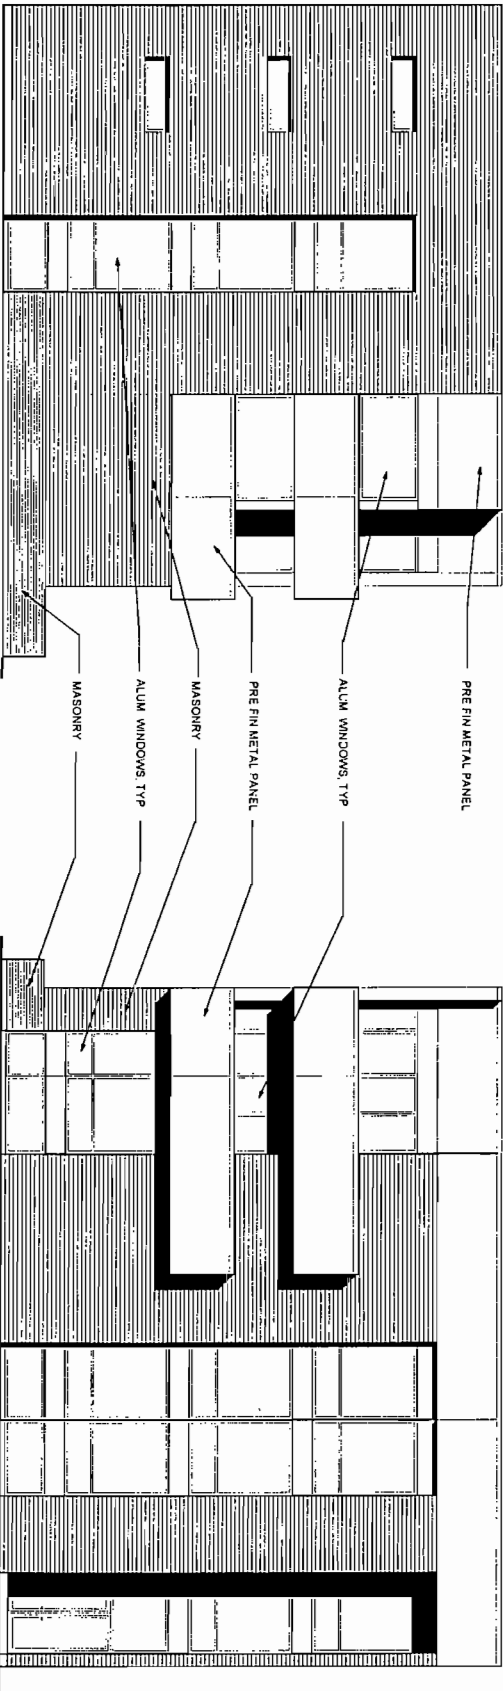 PRE FIN METAL PANEL
ALUM WINDOWS, TYP
PRE FIN METAL PANEL
MASONRY
ALUM WINDOWS, TYP
MASONRY